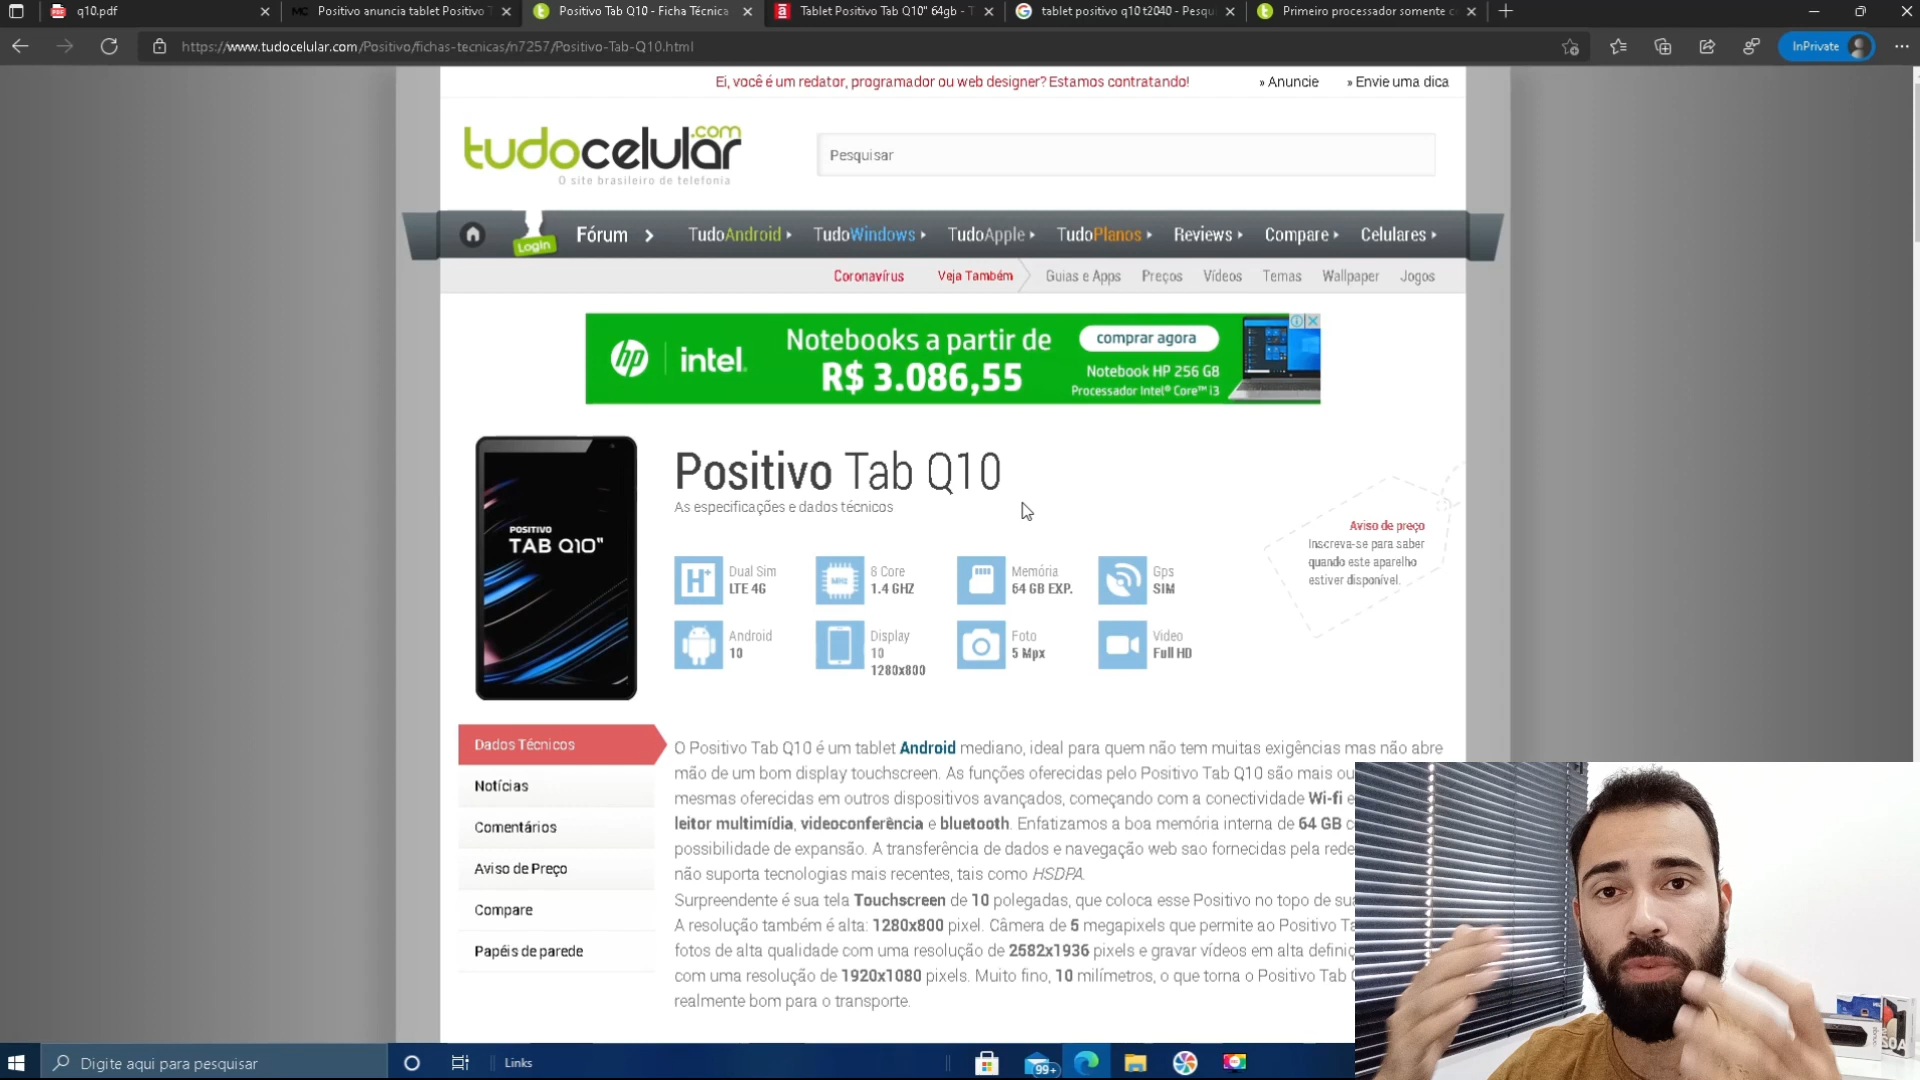 q10.pdf
Positivo anuncia tablet Positivo T
Positivo Tab Q10 - Ficha Técnica
Tablet Positivo Tab Q10" 64gb - T
tablet positivo q10 t2040 - Pesqu
Primeiro processador somente c
https://www.tudocelular.com/Positivo/fichas-tecnicas/n7257/Positivo-Tab-Q10.html
InPrivate
Ei, você é um redator, programador ou web designer? Estamos contratando!
» Anuncie
» Envie uma dica
tudocelular.com
O site brasileiro de telefonia
Pesquisar
Login
Fórum
TudoAndroid
TudoWindows
TudoApple
TudoPlanos
Reviews
Compare
Celulares
Coronavírus
Veja Também
Guias e Apps
Preços
Vídeos
Temas
Wallpaper
Jogos
hp
intel.
Notebooks a partir de
R$ 3.086,55
comprar agora
Notebook HP 256 G8
Processador Intel® Core™ i3
POSITIVO
TAB Q10"
Positivo Tab Q10
As especificações e dados técnicos
H+
Dual Sim
LTE 4G
MHz
8 Core
1.4 GHZ
Memória
64 GB EXP.
Gps
SIM
Android
10
Display
10
1280x800
Foto
5 Mpx
Video
Full HD
Aviso de preço
Inscreva-se para saber
quando este aparelho
estiver disponível.
Dados Técnicos
Notícias
Comentários
Aviso de Preço
Compare
Papéis de parede
O Positivo Tab Q10 é um tablet Android mediano, ideal para quem não tem muitas exigências mas não abre
mão de um bom display touchscreen. As funções oferecidas pelo Positivo Tab Q10 são mais ou
mesmas oferecidas em outros dispositivos avançados, começando com a conectividade Wi-fi e
leitor multimídia, videoconferência e bluetooth. Enfatizamos a boa memória interna de 64 GB c
possibilidade de expansão. A transferência de dados e navegação web sao fornecidas pela rede
não suporta tecnologias mais recentes, tais como HSDPA.
Surpreendente é sua tela Touchscreen de 10 polegadas, que coloca esse Positivo no topo de sua
A resolução também é alta: 1280x800 pixel. Câmera de 5 megapixels que permite ao Positivo Ta
fotos de alta qualidade com uma resolução de 2582x1936 pixels e gravar vídeos em alta definiç
com uma resolução de 1920x1080 pixels. Muito fino, 10 milímetros, o que torna o Positivo Tab
realmente bom para o transporte.
Digite aqui para pesquisar
Links
99+